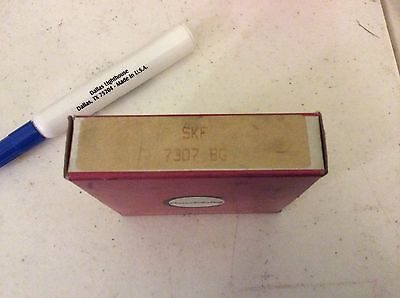 Dallas Lighthouse
Dallas, TX 75204 - Made in U.S.A.
SKF
7307 BG